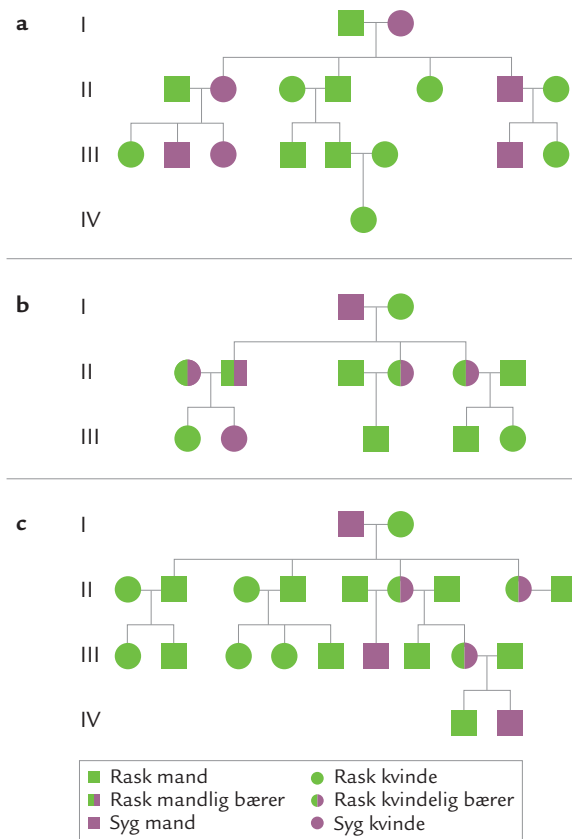 a I
II
III
IV
b I
II
III
c I
II
III
IV
Rask mand Rask kvinde
Rask mandlig bærer Rask kvindelig bærer
Syg mand Syg kvinde